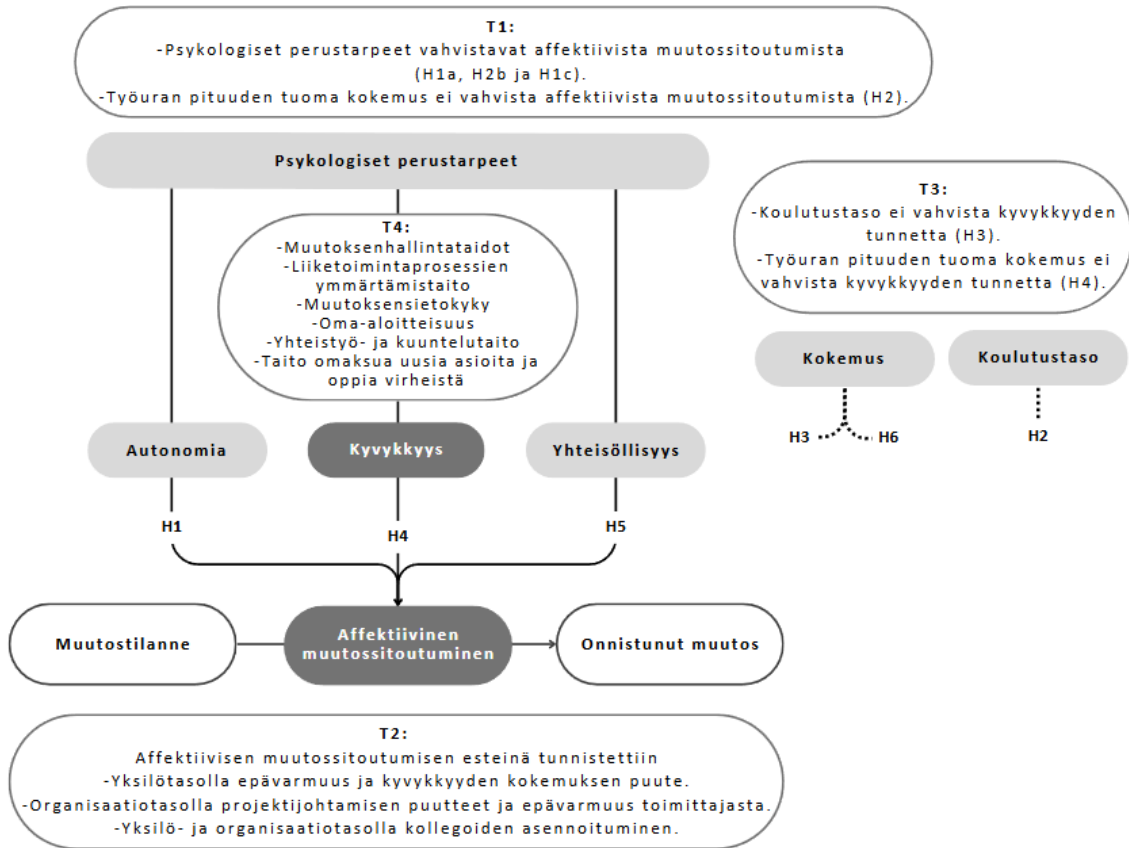 T1:
-Psykologiset perustarpeet vahvistavat affektiivista muutossitoutumista
(H1a, H2b ja H1c).
-Työuran pituuden tuoma kokemus ei vahvista affektiivista muutossitoutumista (H2).
Psykologiset perustarpeet
T3:
-Koulutustaso ei vahvista kyvykkyyden
tunnetta (H3).
-Työuran pituuden tuoma kokemus ei
vahvista kyvykkyyden tunnetta (H4).
T4:
-Muutoksenhallintataidot
-Liiketoimintaprosessien
ymmärtämistaito
-Muutoksensietokyky
-Oma-aloitteisuus
-Yhteistyö- ja kuuntelutaito
-Taito omaksua uusia asioita ja
oppia virheistä
Kokemus
Koulutustaso
H3
H6
H2
Autonomia
Kyvykkyys
Yhteisöllisyys
H1
H4
H5
Muutostilanne
Affektiivinen
muutossitoutuminen
Onnistunut muutos
T2:
Affektiivisen muutossitoutumisen esteinä tunnistettiin
-Yksilötasolla epävarmuus ja kyvykkyyden kokemuksen puute.
-Organisaatiotasolla projektijohtamisen puutteet ja epävarmuus toimittajasta.
-Yksilö- ja organisaatiotasolla kollegoiden asennoituminen.